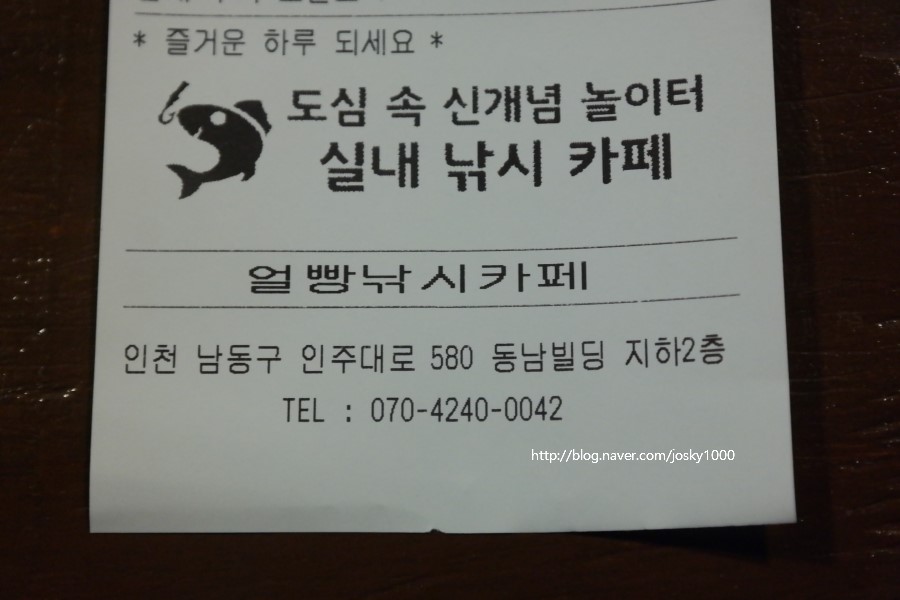 * 즐거운 하루 되세요 *
도심 속 신개념 놀이터
실내 낚시 카페
얼빵낚시카페
인천 남동구 인주대로 580 동남빌딩 지하2층
TEL : 070-4240-0042
http://blog.naver.com/josky1000